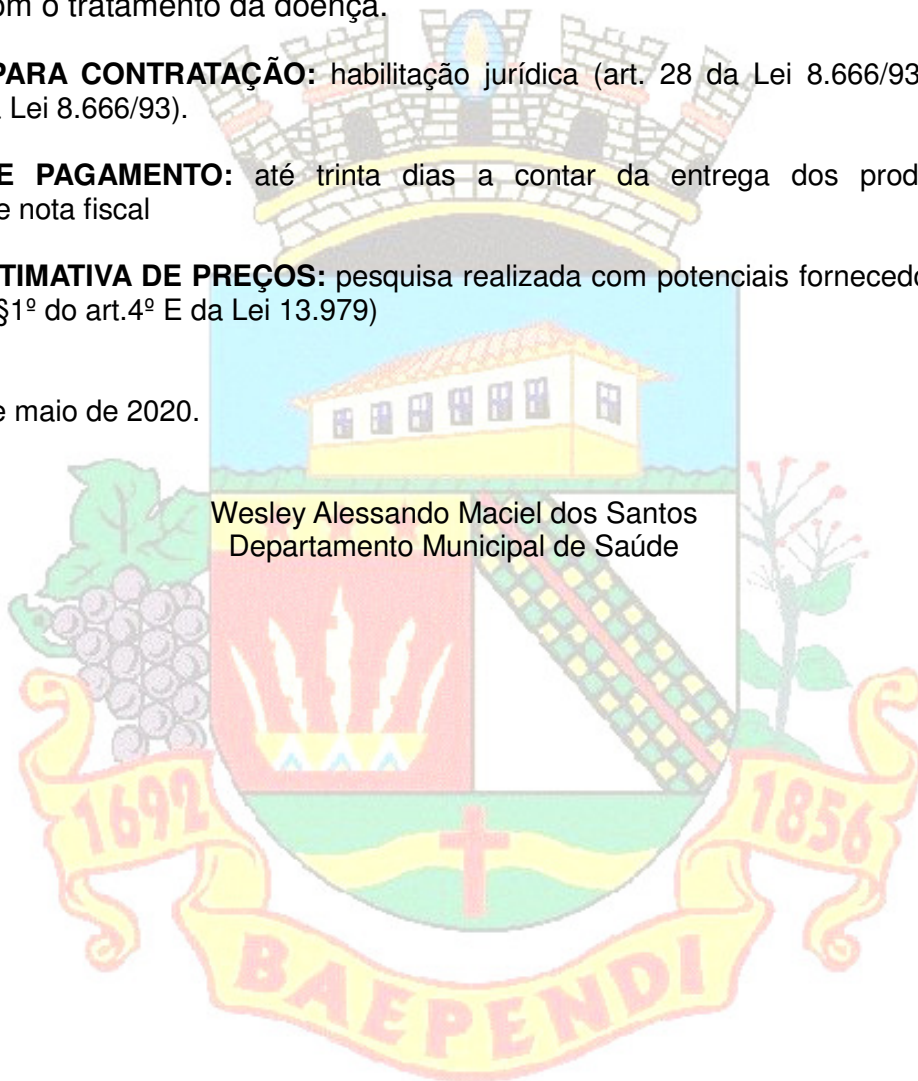 om o tratamento da doença.
PARA CONTRATAÇÃO: habilitação jurídica (art. 28 da Lei 8.666/93
Lei 8.666/93).
E PAGAMENTO: até trinta dias a contar da entrega dos prod
e nota fiscal
TIMATIVA DE PREÇOS: pesquisa realizada com potenciais fornecedo
§1º do art.4º E da Lei 13.979)
e maio de 2020.
Wesley Alessando Maciel dos Santos
Departamento Municipal de Saúde
1692
1856
BAEPENDI